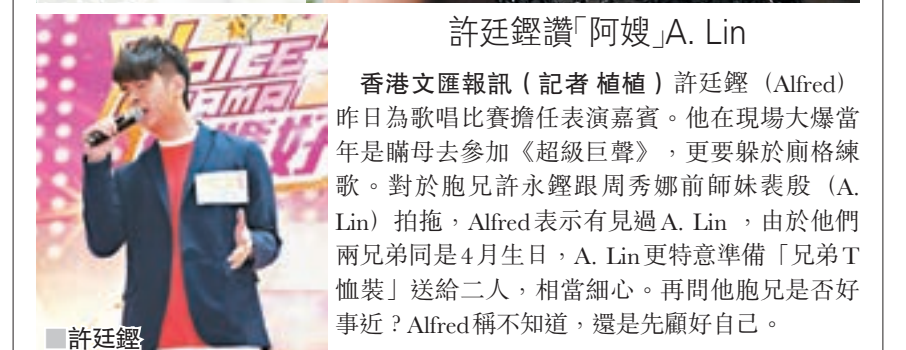 許廷鏗讚「阿嫂」A. Lin
香港文匯報訊（記者 植植）許廷鏗（Alfred）
昨日為歌唱比賽擔任表演嘉賓。他在現場大爆當
年是瞞母去參加《超級巨聲》，更要躲於廁格練
歌。對於胞兄許永鏗跟周秀娜前師妹裴殷（A.
Lin）拍拖，Alfred表示有見過A. Lin ，由於他們
兩兄弟同是4月生日，A. Lin更特意準備「兄弟T
恤裝」送給二人，相當細心。再問他胞兄是否好
事近？Alfred稱不知道，還是先顧好自己。
OICE
DRAMA
好
■許廷鏗